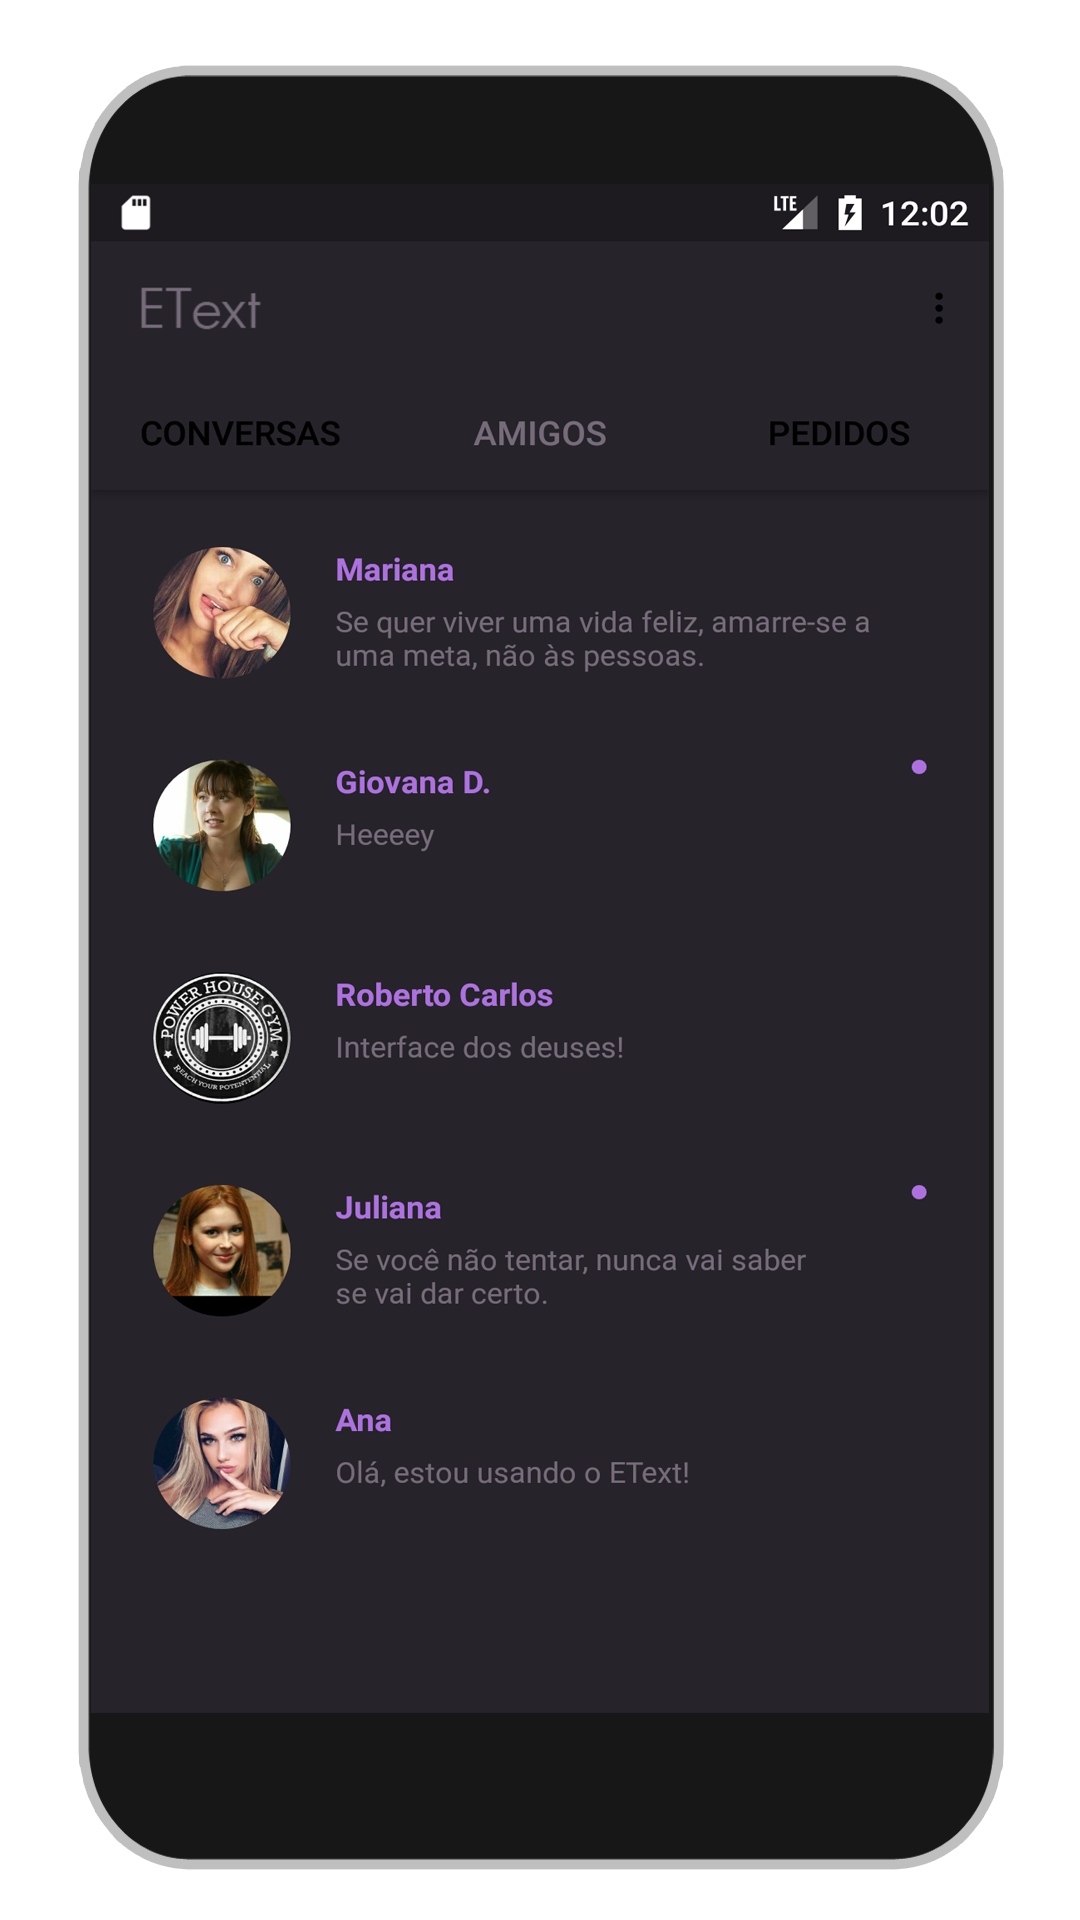 LTE 12:02
EText
CONVERSAS AMIGOS PEDIDOS
Mariana
Se quer viver uma vida feliz, amarre-se a
uma meta, não às pessoas.
Giovana D.
Heeeey
POWER HOUSE GYM
REACH YOUR POTENTENTIAL
Roberto Carlos
Interface dos deuses!
Juliana
Se você não tentar, nunca vai saber
se vai dar certo.
Ana
Olá, estou usando o EText!